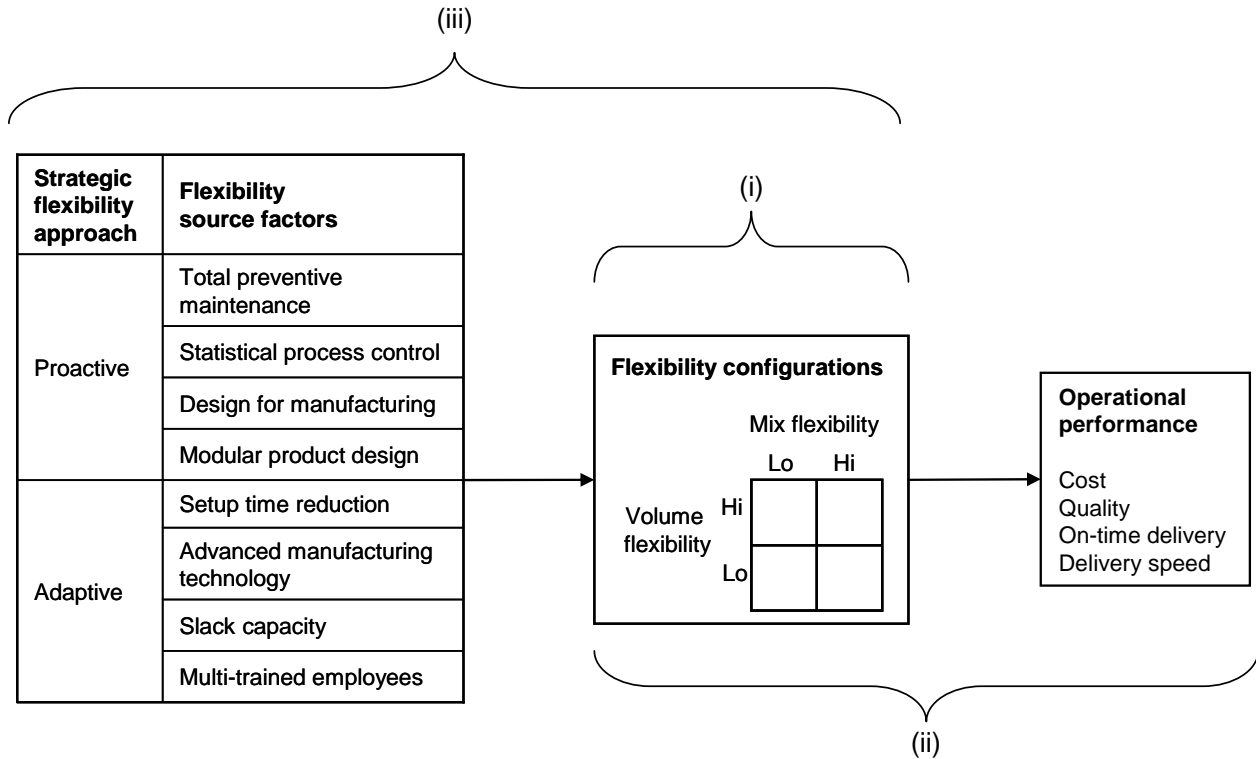 (iii)
Strategic
flexibility
approach
Flexibility
source factors
Proactive
Total preventive
maintenance
Statistical process control
Design for manufacturing
Modular product design
Adaptive
Setup time reduction
Advanced manufacturing
technology
Slack capacity
Multi-trained employees
(i)
Flexibility configurations
Mix flexibility
Lo Hi
Volume
flexibility
Hi
Lo
Operational
performance
Cost
Quality
On-time delivery
Delivery speed
(ii)